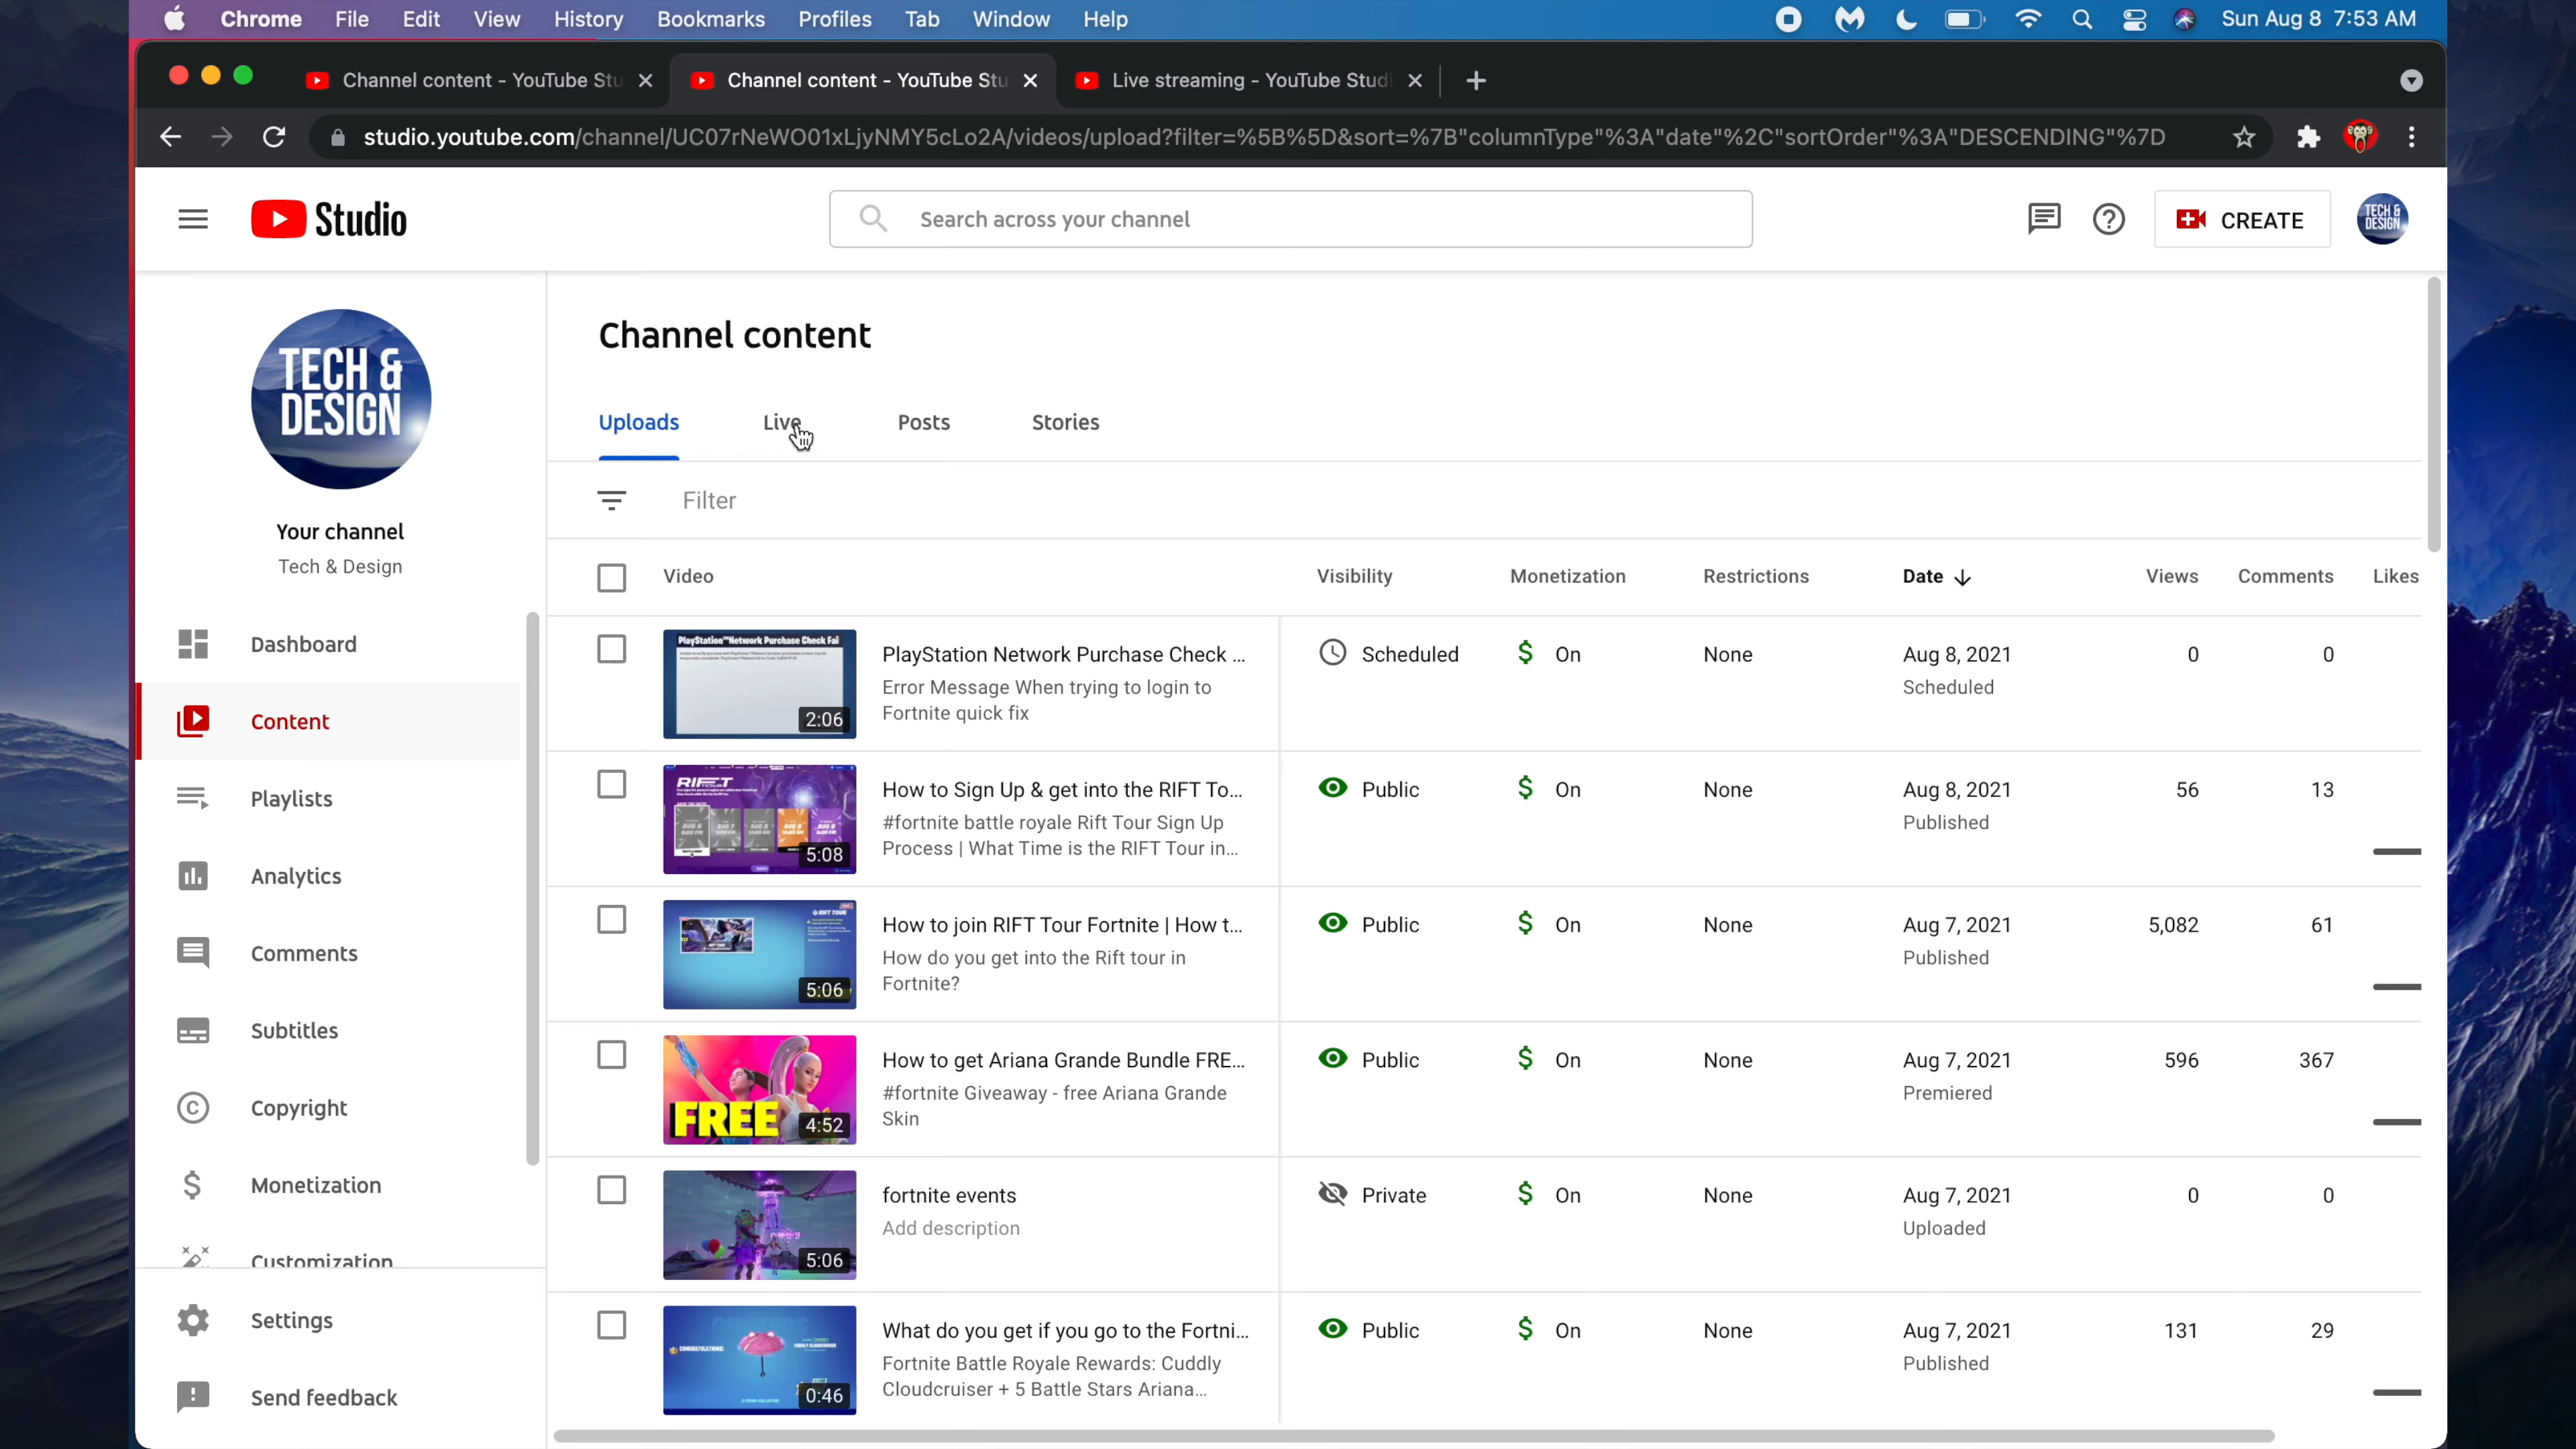 Chrome File Edit View History Bookmarks Profiles Tab Window Help Sun Aug 8 7:53 AM
Channel content - YouTube Stu Channel content - YouTube Stu Live streaming - YouTube Studi
studio.youtube.com/channel/UC07rNeWO01xLjyNMY5cLo2A/videos/upload?filter=%5B%5D&sort=%7B"columnType"%3A"date"%2C"sortOrder"%3A"DESCENDING"%7D
Studio
Search across your channel
CREATE
TECH &
DESIGN
TECH &
DESIGN
Your channel
Tech & Design
Dashboard
Content
Playlists
Analytics
Comments
Subtitles
Copyright
Monetization
Customization
Settings
Send feedback
Channel content
Uploads Live Posts Stories
Filter
Video Visibility Monetization Restrictions Date Views Comments Likes
PlayStation™Network Purchase Check Fai
2:06
PlayStation Network Purchase Check ...
Error Message When trying to login to
Fortnite quick fix
Scheduled On None Aug 8, 2021 0 0
Scheduled
RIFT TOUR
5:08
How to Sign Up & get into the RIFT To...
#fortnite battle royale Rift Tour Sign Up
Process | What Time is the RIFT Tour in...
Public On None Aug 8, 2021 56 13
Published
RIFT TOUR
5:06
How to join RIFT Tour Fortnite | How t...
How do you get into the Rift tour in
Fortnite?
Public On None Aug 7, 2021 5,082 61
Published
FREE
4:52
How to get Ariana Grande Bundle FRE...
#fortnite Giveaway - free Ariana Grande
Skin
Public On None Aug 7, 2021 596 367
Premiered
5:06
fortnite events
Add description
Private On None Aug 7, 2021 0 0
Uploaded
CONGRATULATIONS!
0:46
What do you get if you go to the Fortni...
Fortnite Battle Royale Rewards: Cuddly
Cloudcruiser + 5 Battle Stars Ariana...
Public On None Aug 7, 2021 131 29
Published